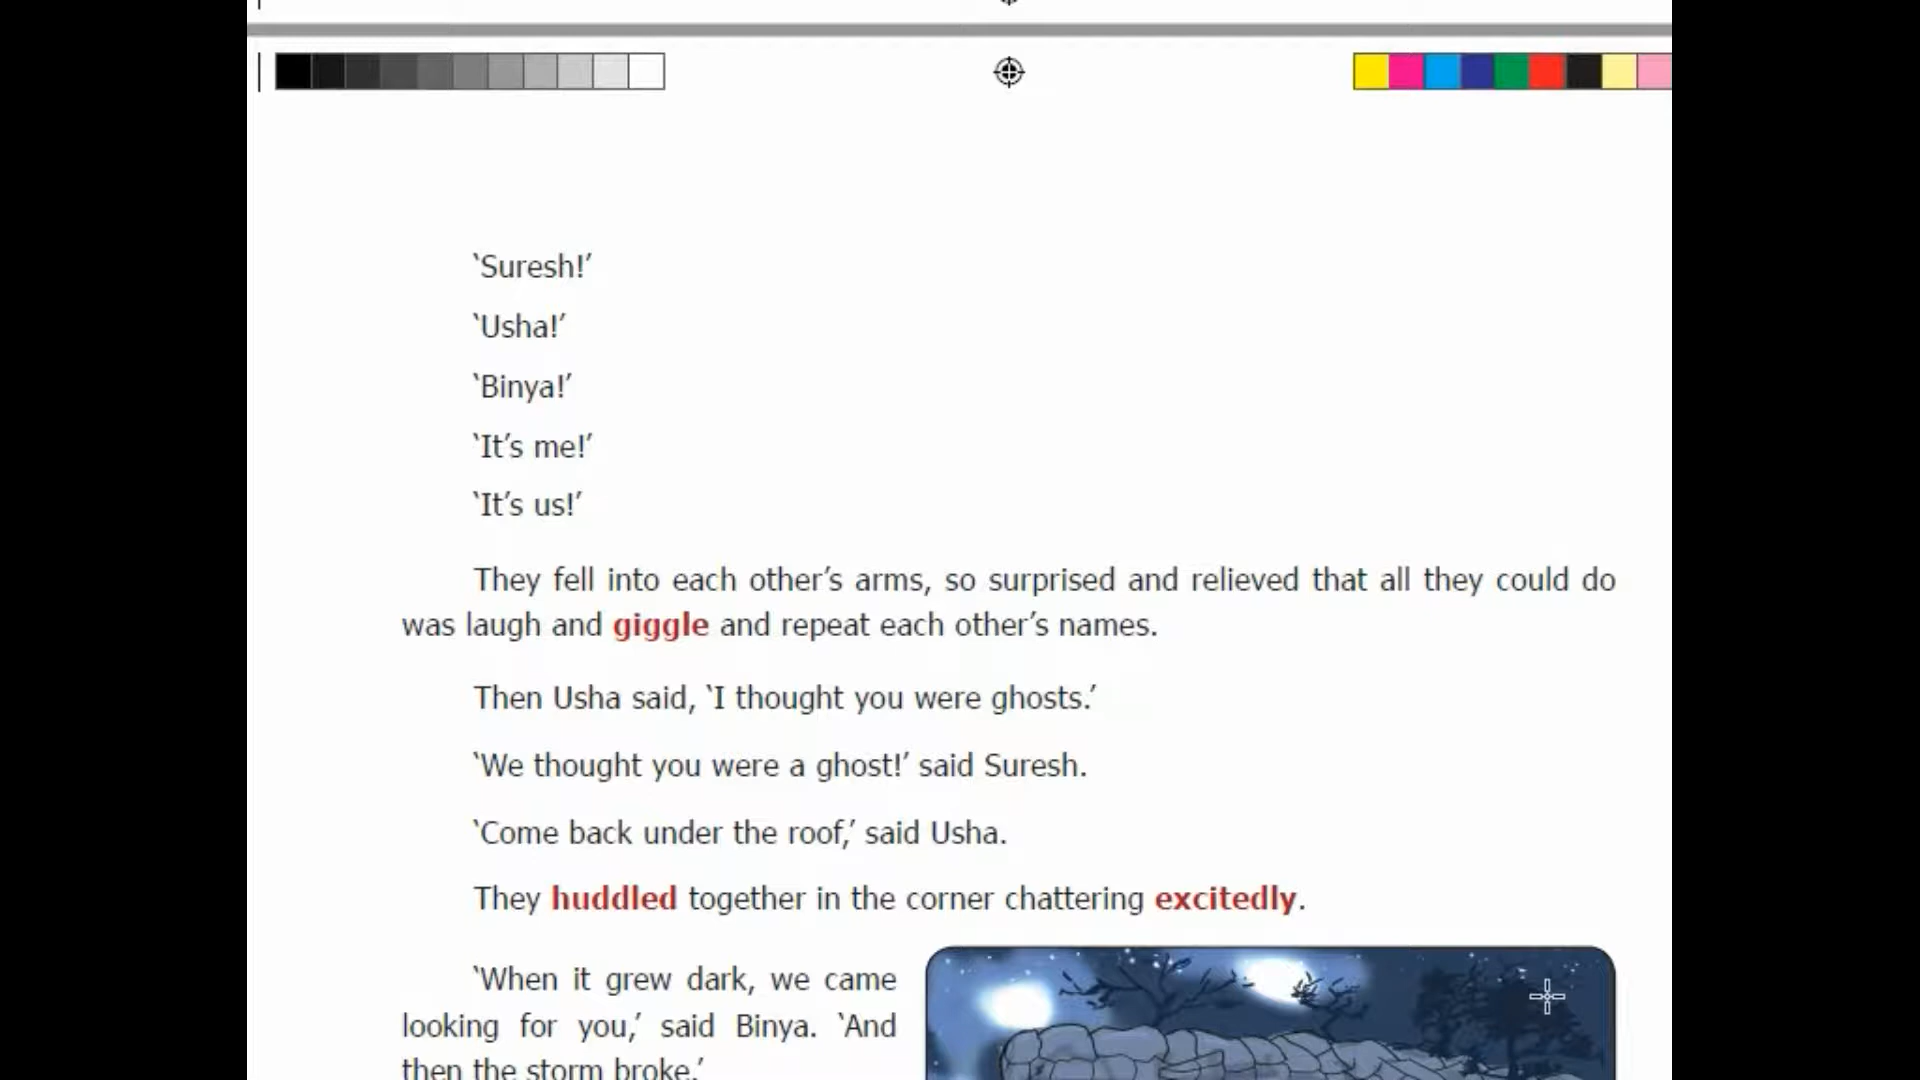 ‘Suresh!’
‘Usha!’
‘Binya!’
‘It’s me!’
‘It’s us!’
They fell into each other’s arms, so surprised and relieved that all they could do
was laugh and giggle and repeat each other’s names.
Then Usha said, ‘I thought you were ghosts.’
‘We thought you were a ghost!’ said Suresh.
‘Come back under the roof,’ said Usha.
They huddled together in the corner chattering excitedly.
‘When it grew dark, we came
looking for you,’ said Binya. ‘And
then the storm broke.’